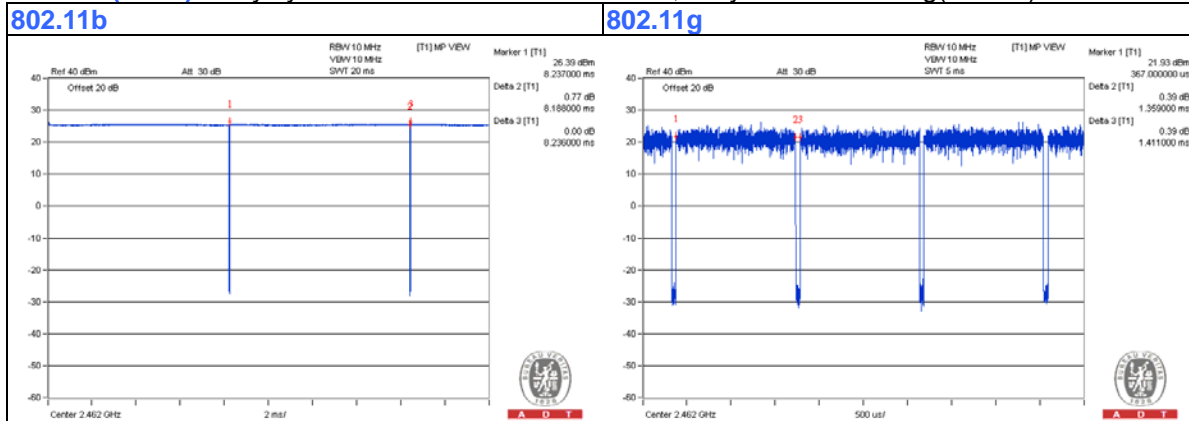 802.11b
RBW 10 MHz [T1] MP VIEW
VBW 10 MHz
Ref 40 dBm Att 30 dB SWT 20 ms
Marker 1 [T1]
26.39 dBm
8.237000 ms
Delta 2 [T1]
0.77 dB
8.188000 ms
Delta 3 [T1]
0.00 dB
8.236000 ms
Offset 20 dB
40
30
20
10
0
-10
-20
-30
-40
-50
-60
1
2
Center 2.462 GHz 2 ms/
BUREAU VERITAS
1828
A D T
802.11g
RBW 10 MHz [T1] MP VIEW
VBW 10 MHz
Ref 40 dBm Att 30 dB SWT 5 ms
Marker 1 [T1]
21.93 dBm
367.000000 us
Delta 2 [T1]
0.39 dB
1.359000 ms
Delta 3 [T1]
0.39 dB
1.411000 ms
Offset 20 dB
40
30
20
10
0
-10
-20
-30
-40
-50
-60
1
23
Center 2.462 GHz 500 us/
BUREAU VERITAS
1828
A D T